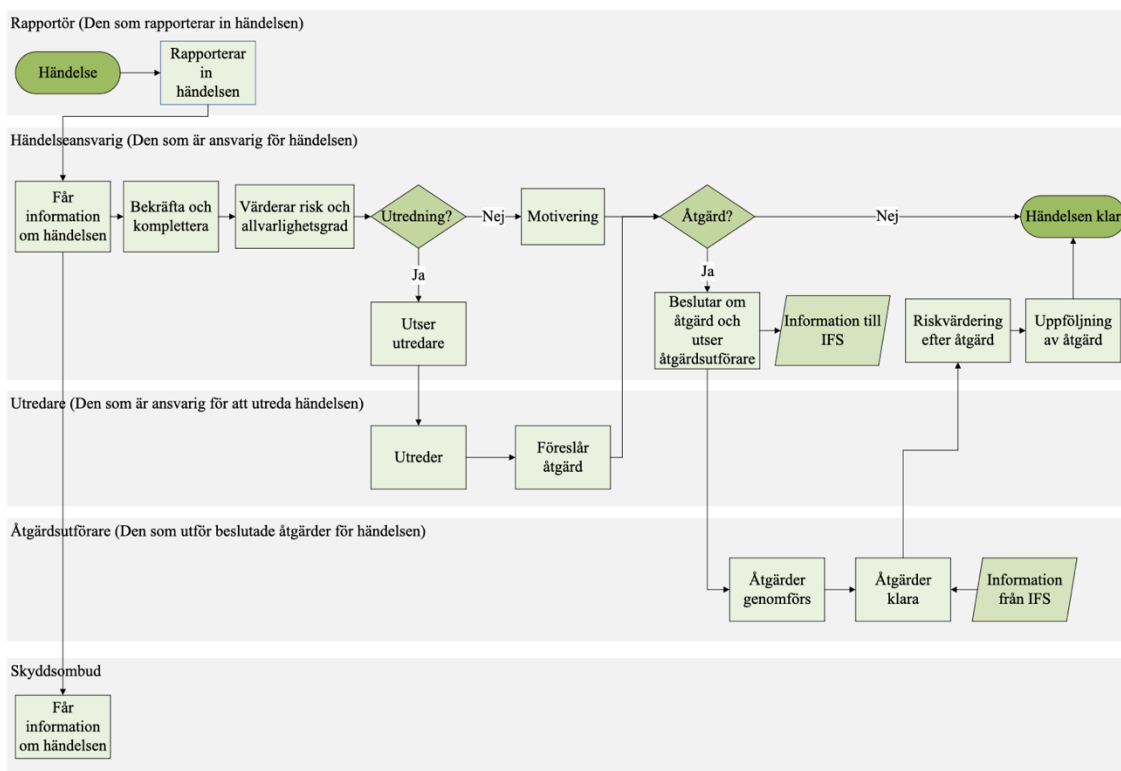 Rapportör (Den som rapporterar in händelsen)
Händelse
Rapporterar
in
händelsen
Händelseansvarig (Den som är ansvarig för händelsen)
Får
information
om händelsen
Bekräfta och
komplettera
Värderar risk och
allvarlighetsgrad
Utredning?
Nej
Motivering
Åtgärd?
Nej
Händelsen klar
Ja
Ja
Utser
utredare
Beslutar om
åtgärd och
utser
åtgärdsutförare
Information till
IFS
Riskvärdering
efter åtgärd
Uppföljning
av åtgärd
Utredare (Den som är ansvarig för att utreda händelsen)
Utreder
Föreslår
åtgärd
Åtgärdsutförare (Den som utför beslutade åtgärder för händelsen)
Åtgärder
genomförs
Åtgärder
klara
Information
från IFS
Skyddsombud
Får
information
om händelsen